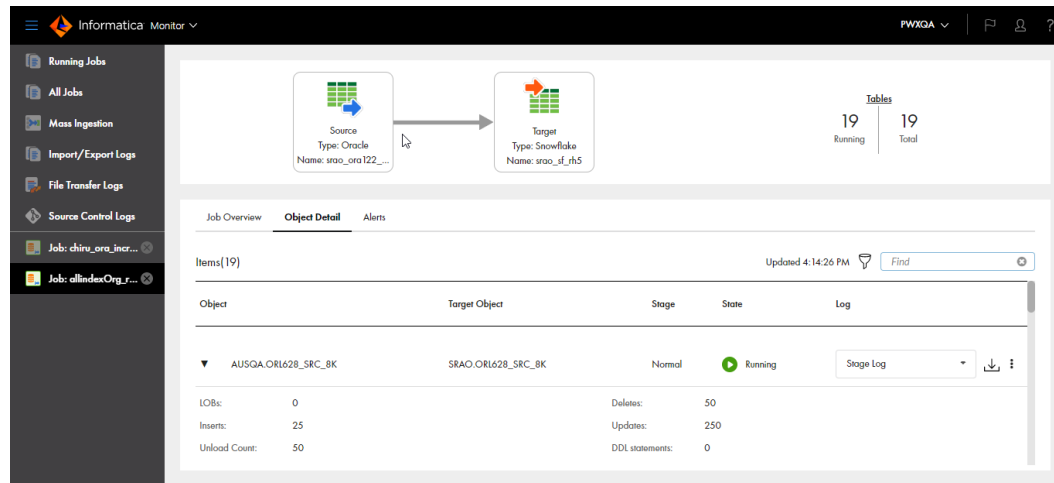 Informatica Monitor
PWXQA
?
Running Jobs
All Jobs
Mass Ingestion
Import/Export Logs
File Transfer Logs
Source Control Logs
Job: chiru_ora_incr...
Job: allindexOrg_r...
Source
Type: Oracle
Name: srao_ora122_...
Target
Type: Snowflake
Name: srao_sf_rh5
Tables
19 19
Running Total
Job Overview Object Detail Alerts
Items(19) Updated 4:14:26 PM Find
Object Target Object Stage State Log
AUSQA.ORL628_SRC_8K SRAO.ORL628_SRC_8K Normal Running Stage Log
LOBs: 0 Deletes: 50
Inserts: 25 Updates: 250
Unload Count: 50 DDL statements: 0